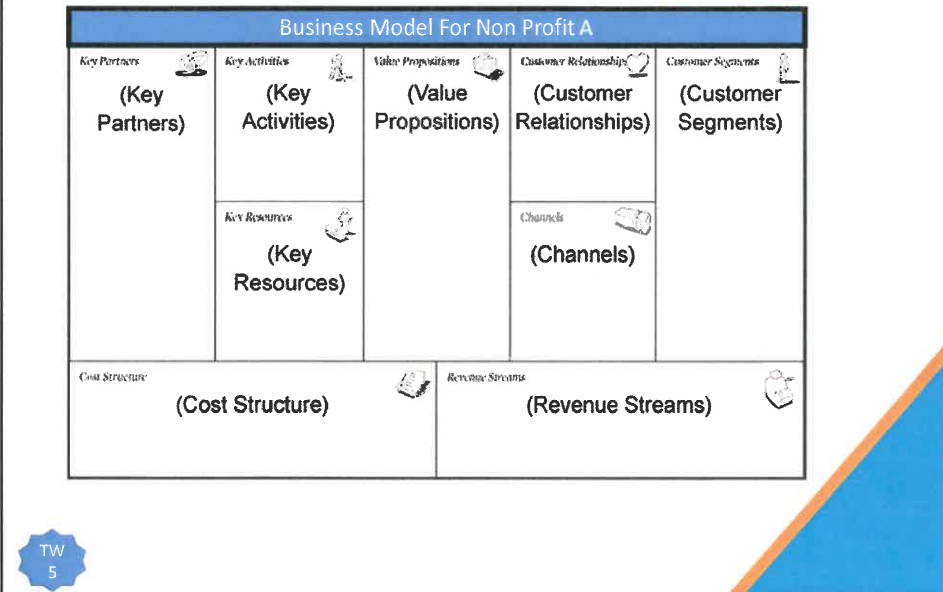 Business Model For Non Profit A
Key Partners
(Key
Partners)
Key Activities
(Key
Activities)
Key Resources
(Key
Resources)
Value Propositions
(Value
Propositions)
Customer Relationships
(Customer
Relationships)
Channels
(Channels)
Customer Segments
(Customer
Segments)
Cost Structure
(Cost Structure)
Revenue Streams
(Revenue Streams)
TW
5